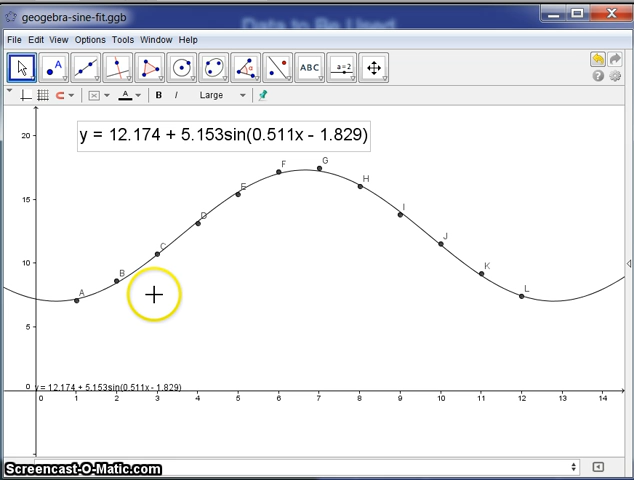 Data to Be Used
geogebra-sine-fit.ggb
File Edit View Options Tools Window Help
A ABC a=2
A B I Large
y = 12.174 + 5.153sin(0.511x - 1.829)
20
15
10
5
0
A B C D E F G H I J K L
y = 12.174 + 5.153sin(0.511x - 1.829)
0 1 2 3 4 5 6 7 8 9 10 11 12 13 14
Screencast-O-Matic.com